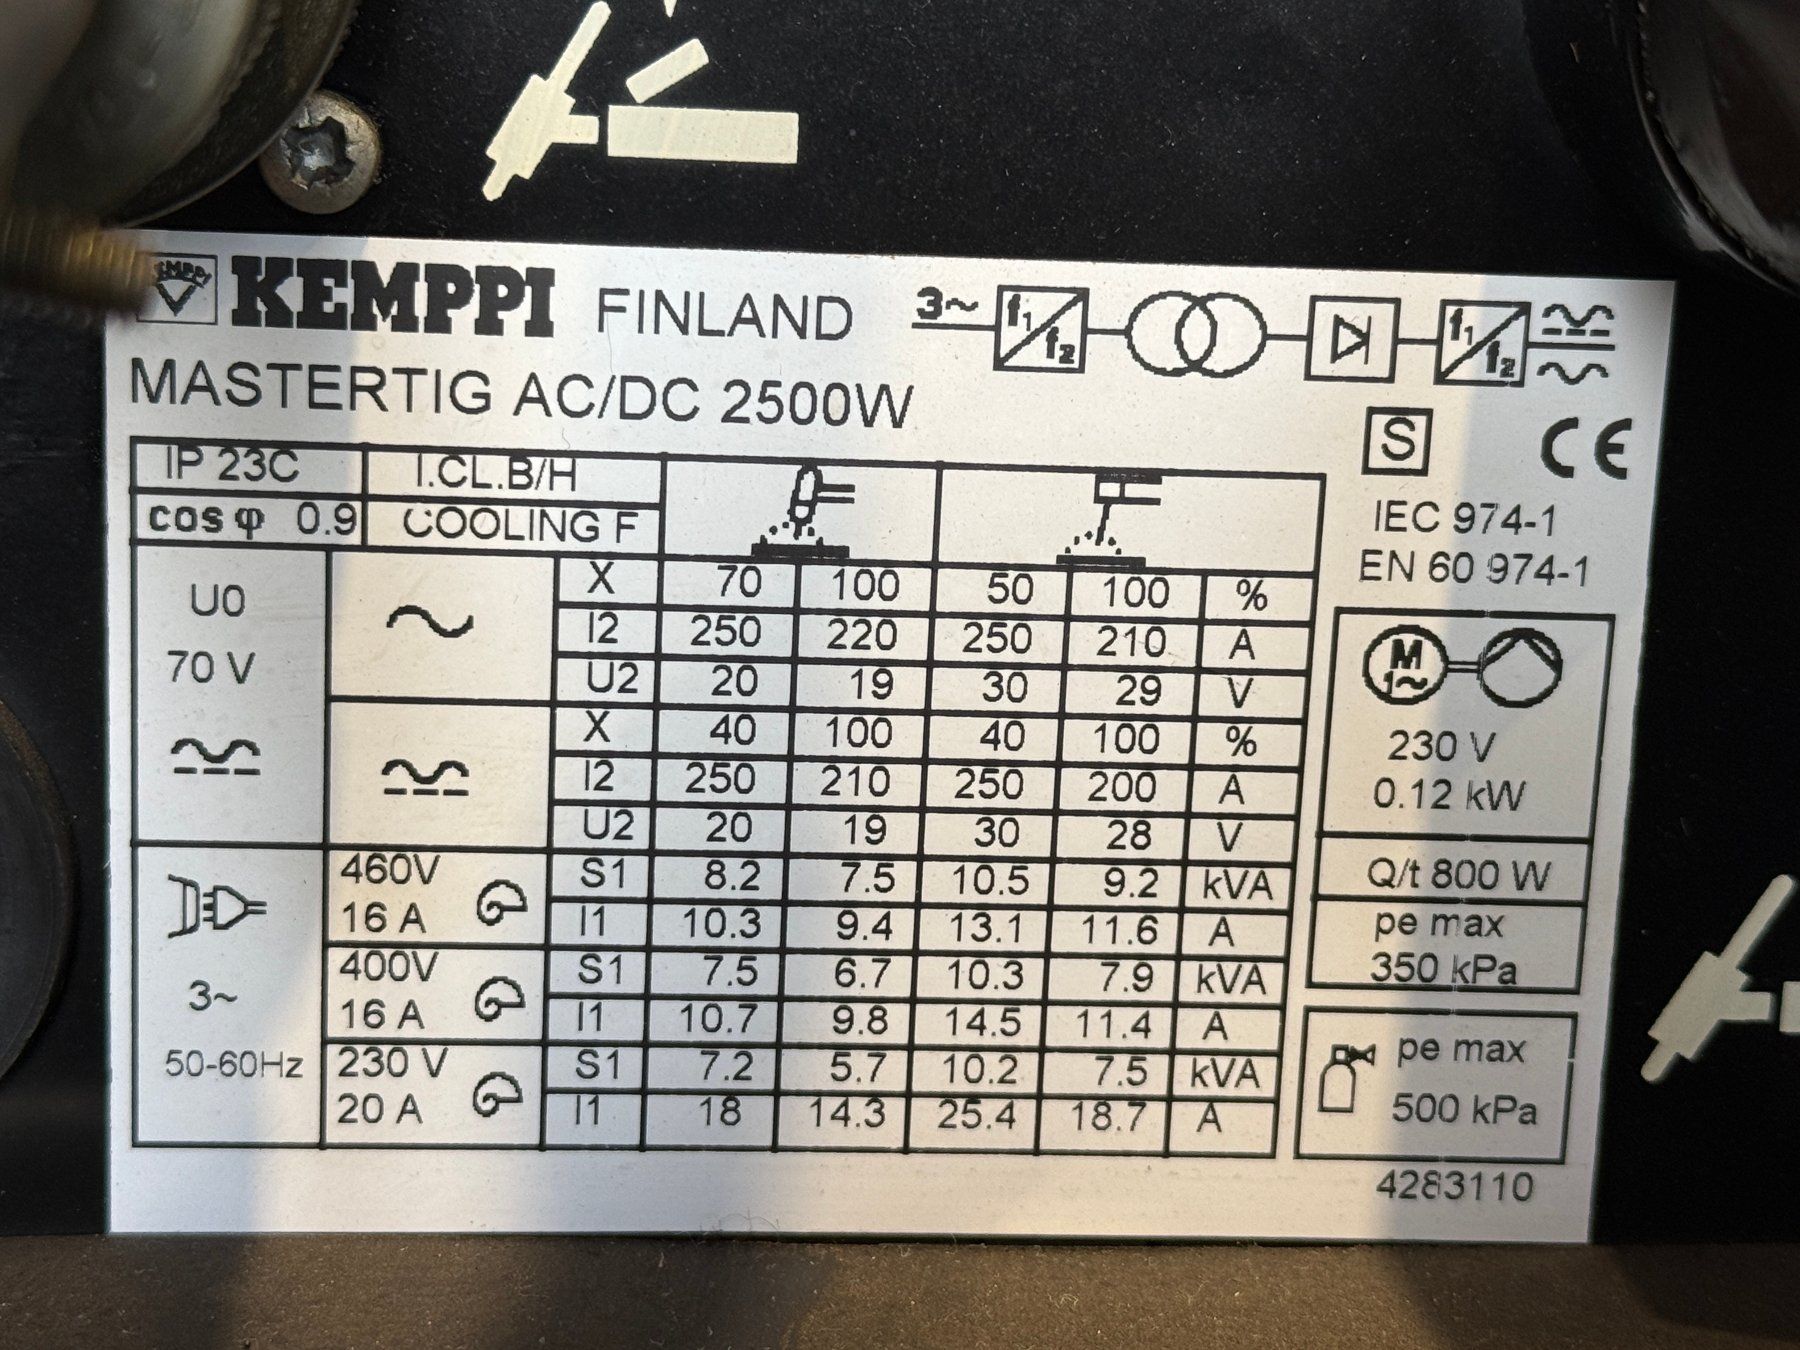 KEMPPI
KEMPPI FINLAND
3~ f1 f2 f1 f2
MASTERTIG AC/DC 2500W
S CE
IP 23C I.CL.B/H
cos φ 0.9 COOLING F
IEC 974-1
EN 60 974-1
U0
70 V
X 70 100 50 100 %
I2 250 220 250 210 A
U2 20 19 30 29 V
X 40 100 40 100 %
I2 250 210 250 200 A
U2 20 19 30 28 V
3~
50-60Hz
460V
16 A
S1 8.2 7.5 10.5 9.2 kVA
I1 10.3 9.4 13.1 11.6 A
400V
16 A
S1 7.5 6.7 10.3 7.9 kVA
I1 10.7 9.8 14.5 11.4 A
230 V
20 A
S1 7.2 5.7 10.2 7.5 kVA
I1 18 14.3 25.4 18.7 A
M
1~
230 V
0.12 kW
Q/t 800 W
pe max
350 kPa
pe max
500 kPa
4283110